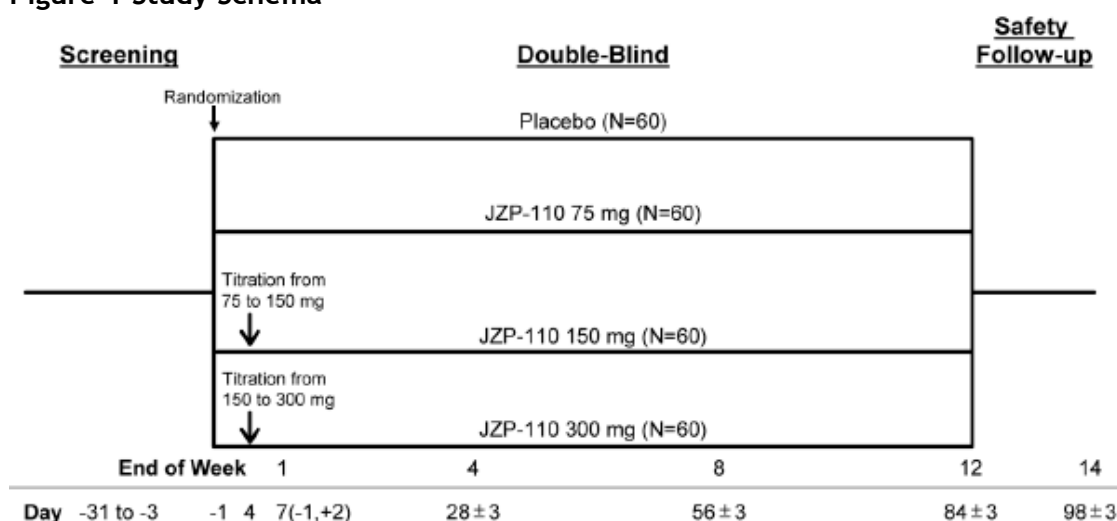 Figure 1 Study Schema
Screening
Double-Blind
Safety
Follow-up
Randomization
Placebo (N=60)
JZP-110 75 mg (N=60)
Titration from
75 to 150 mg
JZP-110 150 mg (N=60)
Titration from
150 to 300 mg
JZP-110 300 mg (N=60)
End of Week 1 4 8 12 14
Day -31 to -3 -1 4 7(-1,+2) 28±3 56±3 84±3 98±3